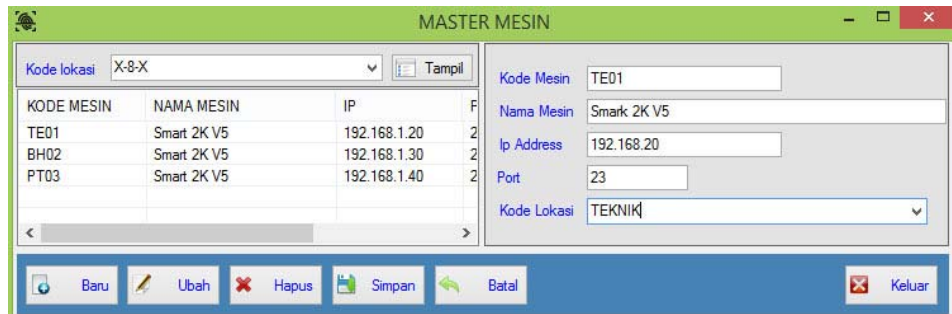 MASTER MESIN
Kode lokasi X-8-X Tampil
KODE MESIN NAMA MESIN IP
TE01 Smart 2K V5 192.168.1.20 2
BH02 Smart 2K V5 192.168.1.30 2
PT03 Smart 2K V5 192.168.1.40 2
Kode Mesin TE01
Nama Mesin Smark 2K V5
Ip Address 192.168.20
Port 23
Kode Lokasi TEKNIK
Baru Ubah Hapus Simpan Batal Keluar